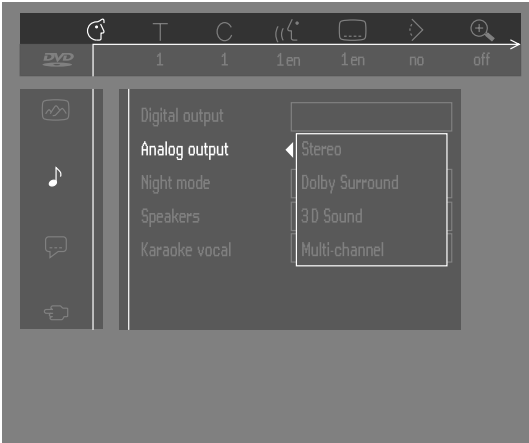 T C
DVD 1 1 1 en 1 en no off
Digital output
Analog output Stereo
Night mode Dolby Surround
Speakers 3D Sound
Karaoke vocal Multi-channel